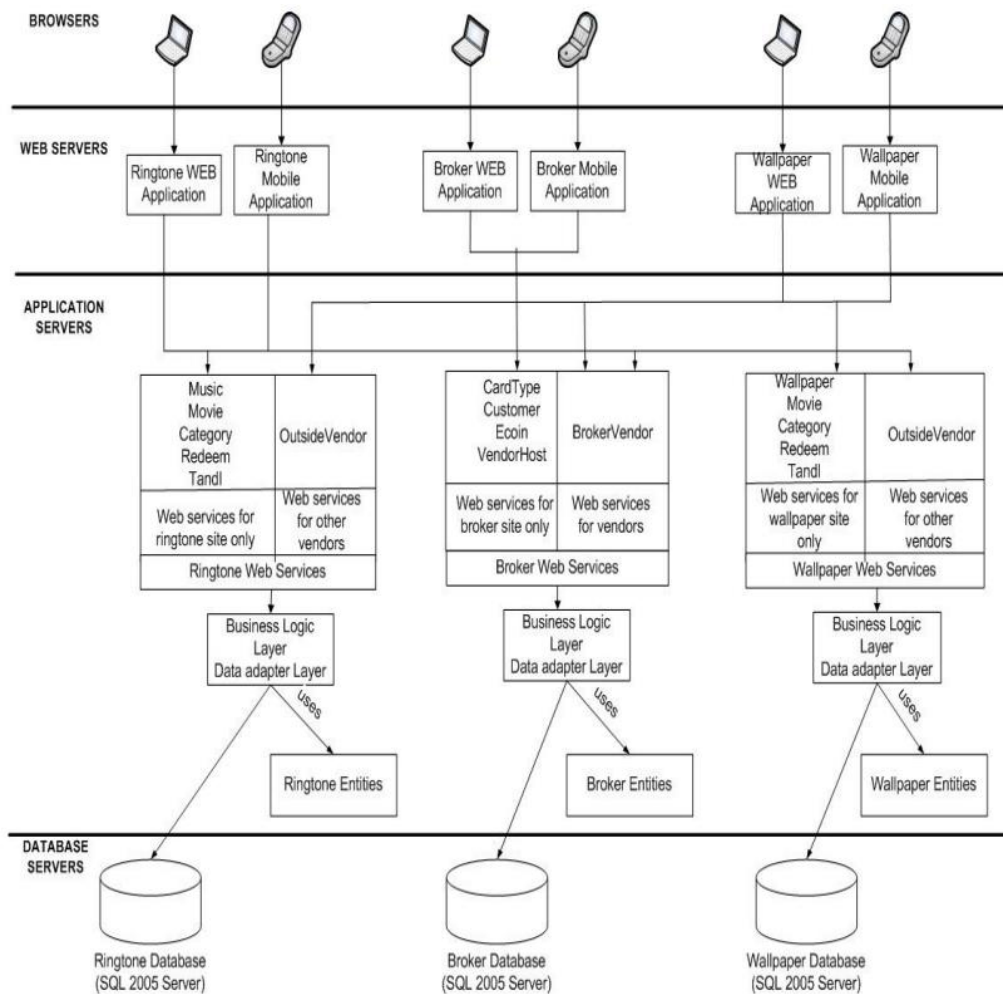 BROWSERS
WEB SERVERS
Ringtone WEB
Application
Ringtone
Mobile
Application
Broker WEB
Application
Broker Mobile
Application
Wallpaper
WEB
Application
Wallpaper
Mobile
Application
APPLICATION
SERVERS
Music
Movie
Category
Redeem
TandI
OutsideVendor
Web services for
ringtone site only
Web services
for other
vendors
Ringtone Web Services
CardType
Customer
Ecoin
VendorHost
BrokerVendor
Web services for
broker site only
Web services
for vendors
Broker Web Services
Wallpaper
Movie
Category
Redeem
TandI
OutsideVendor
Web services for
wallpaper site
only
Web services
for other
vendors
Wallpaper Web Services
Business Logic
Layer
Data adapter Layer
uses
Ringtone Entities
Business Logic
Layer
Data adapter Layer
uses
Broker Entities
Business Logic
Layer
Data adapter Layer
uses
Wallpaper Entities
DATABASE
SERVERS
Ringtone Database
(SQL 2005 Server)
Broker Database
(SQL 2005 Server)
Wallpaper Database
(SQL 2005 Server)